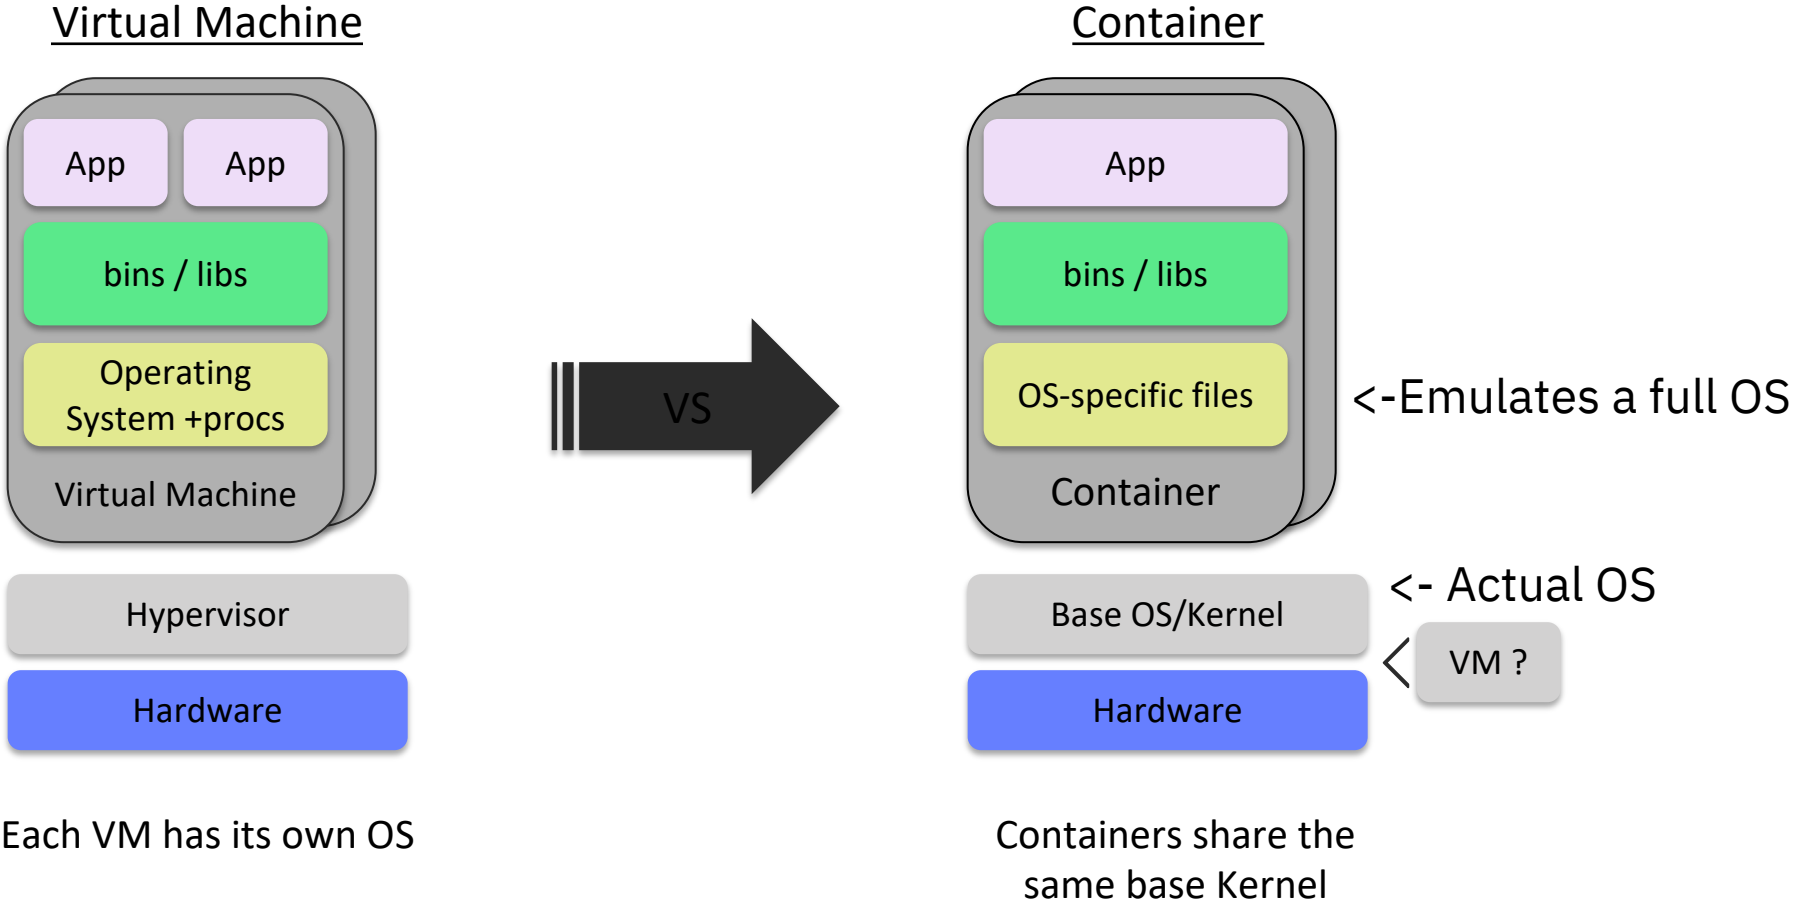 Virtual Machine
App
App
bins / libs
Operating
System +procs
Virtual Machine
Hypervisor
Hardware
Each VM has its own OS
VS
Container
App
bins / libs
OS-specific files
<-Emulates a full OS
Container
Base OS/Kernel
<- Actual OS
VM ?
Hardware
Containers share the
same base Kernel